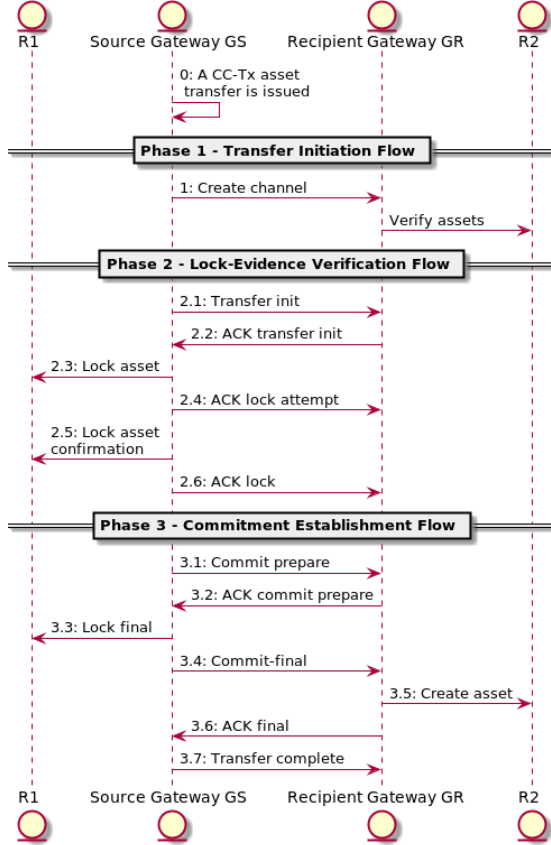 R1
Source Gateway GS
Recipient Gateway GR
R2
0: A CC-Tx asset
transfer is issued
Phase 1 - Transfer Initiation Flow
1: Create channel
Verify assets
Phase 2 - Lock-Evidence Verification Flow
2.1: Transfer init
2.2: ACK transfer init
2.3: Lock asset
2.4: ACK lock attempt
2.5: Lock asset
confirmation
2.6: ACK lock
Phase 3 - Commitment Establishment Flow
3.1: Commit prepare
3.2: ACK commit prepare
3.3: Lock final
3.4: Commit-final
3.5: Create asset
3.6: ACK final
3.7: Transfer complete
R1
Source Gateway GS
Recipient Gateway GR
R2